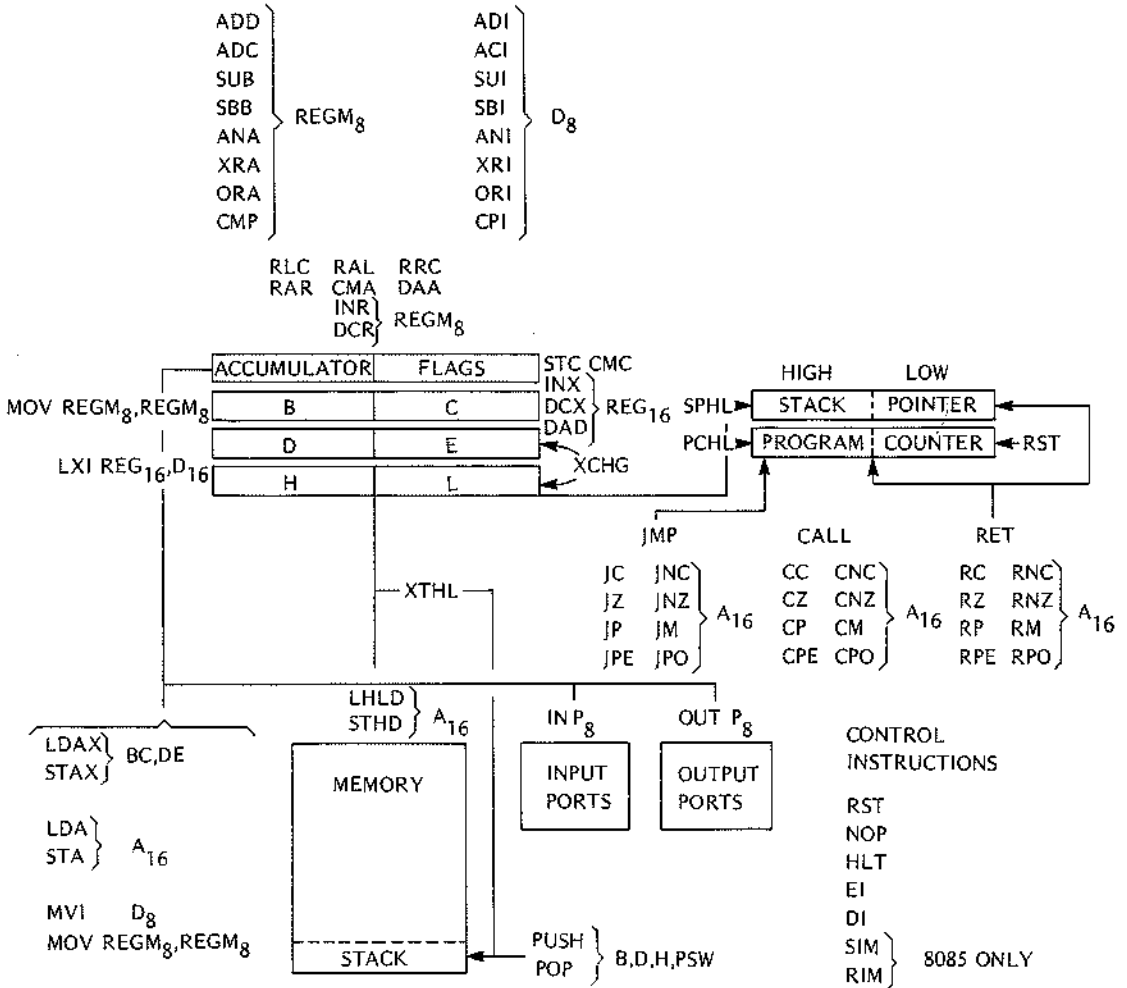 ADD
ADC
SUB
SBB
ANA
XRA
ORA
CMP
REGM8
ADI
ACI
SUI
SBI
ANI
XRI
ORI
CPI
D8
RLC RAL RRC
RAR CMA DAA
INR
DCR
REGM8
ACCUMULATOR FLAGS
STC CMC
MOV REGM8,REGM8
B C
INX
DCX
DAD
REG16
D E
LXI REG16,D16
XCHG
H L
HIGH LOW
SPHL STACK POINTER
PCHL PROGRAM COUNTER RST
JMP
JC JNC
JZ JNZ
JP JM
JPE JPO
A16
CALL
CC CNC
CZ CNZ
CP CM
CPE CPO
A16
RET
RC RNC
RZ RNZ
RP RM
RPE RPO
A16
XTHL
LHLD
STHD
A16
IN P8
OUT P8
LDAX
STAX
BC,DE
LDA
STA
A16
MVI D8
MOV REGM8,REGM8
MEMORY
STACK
INPUT
PORTS
OUTPUT
PORTS
PUSH
POP
B,D,H,PSW
CONTROL
INSTRUCTIONS
RST
NOP
HLT
EI
DI
SIM
RIM
8085 ONLY